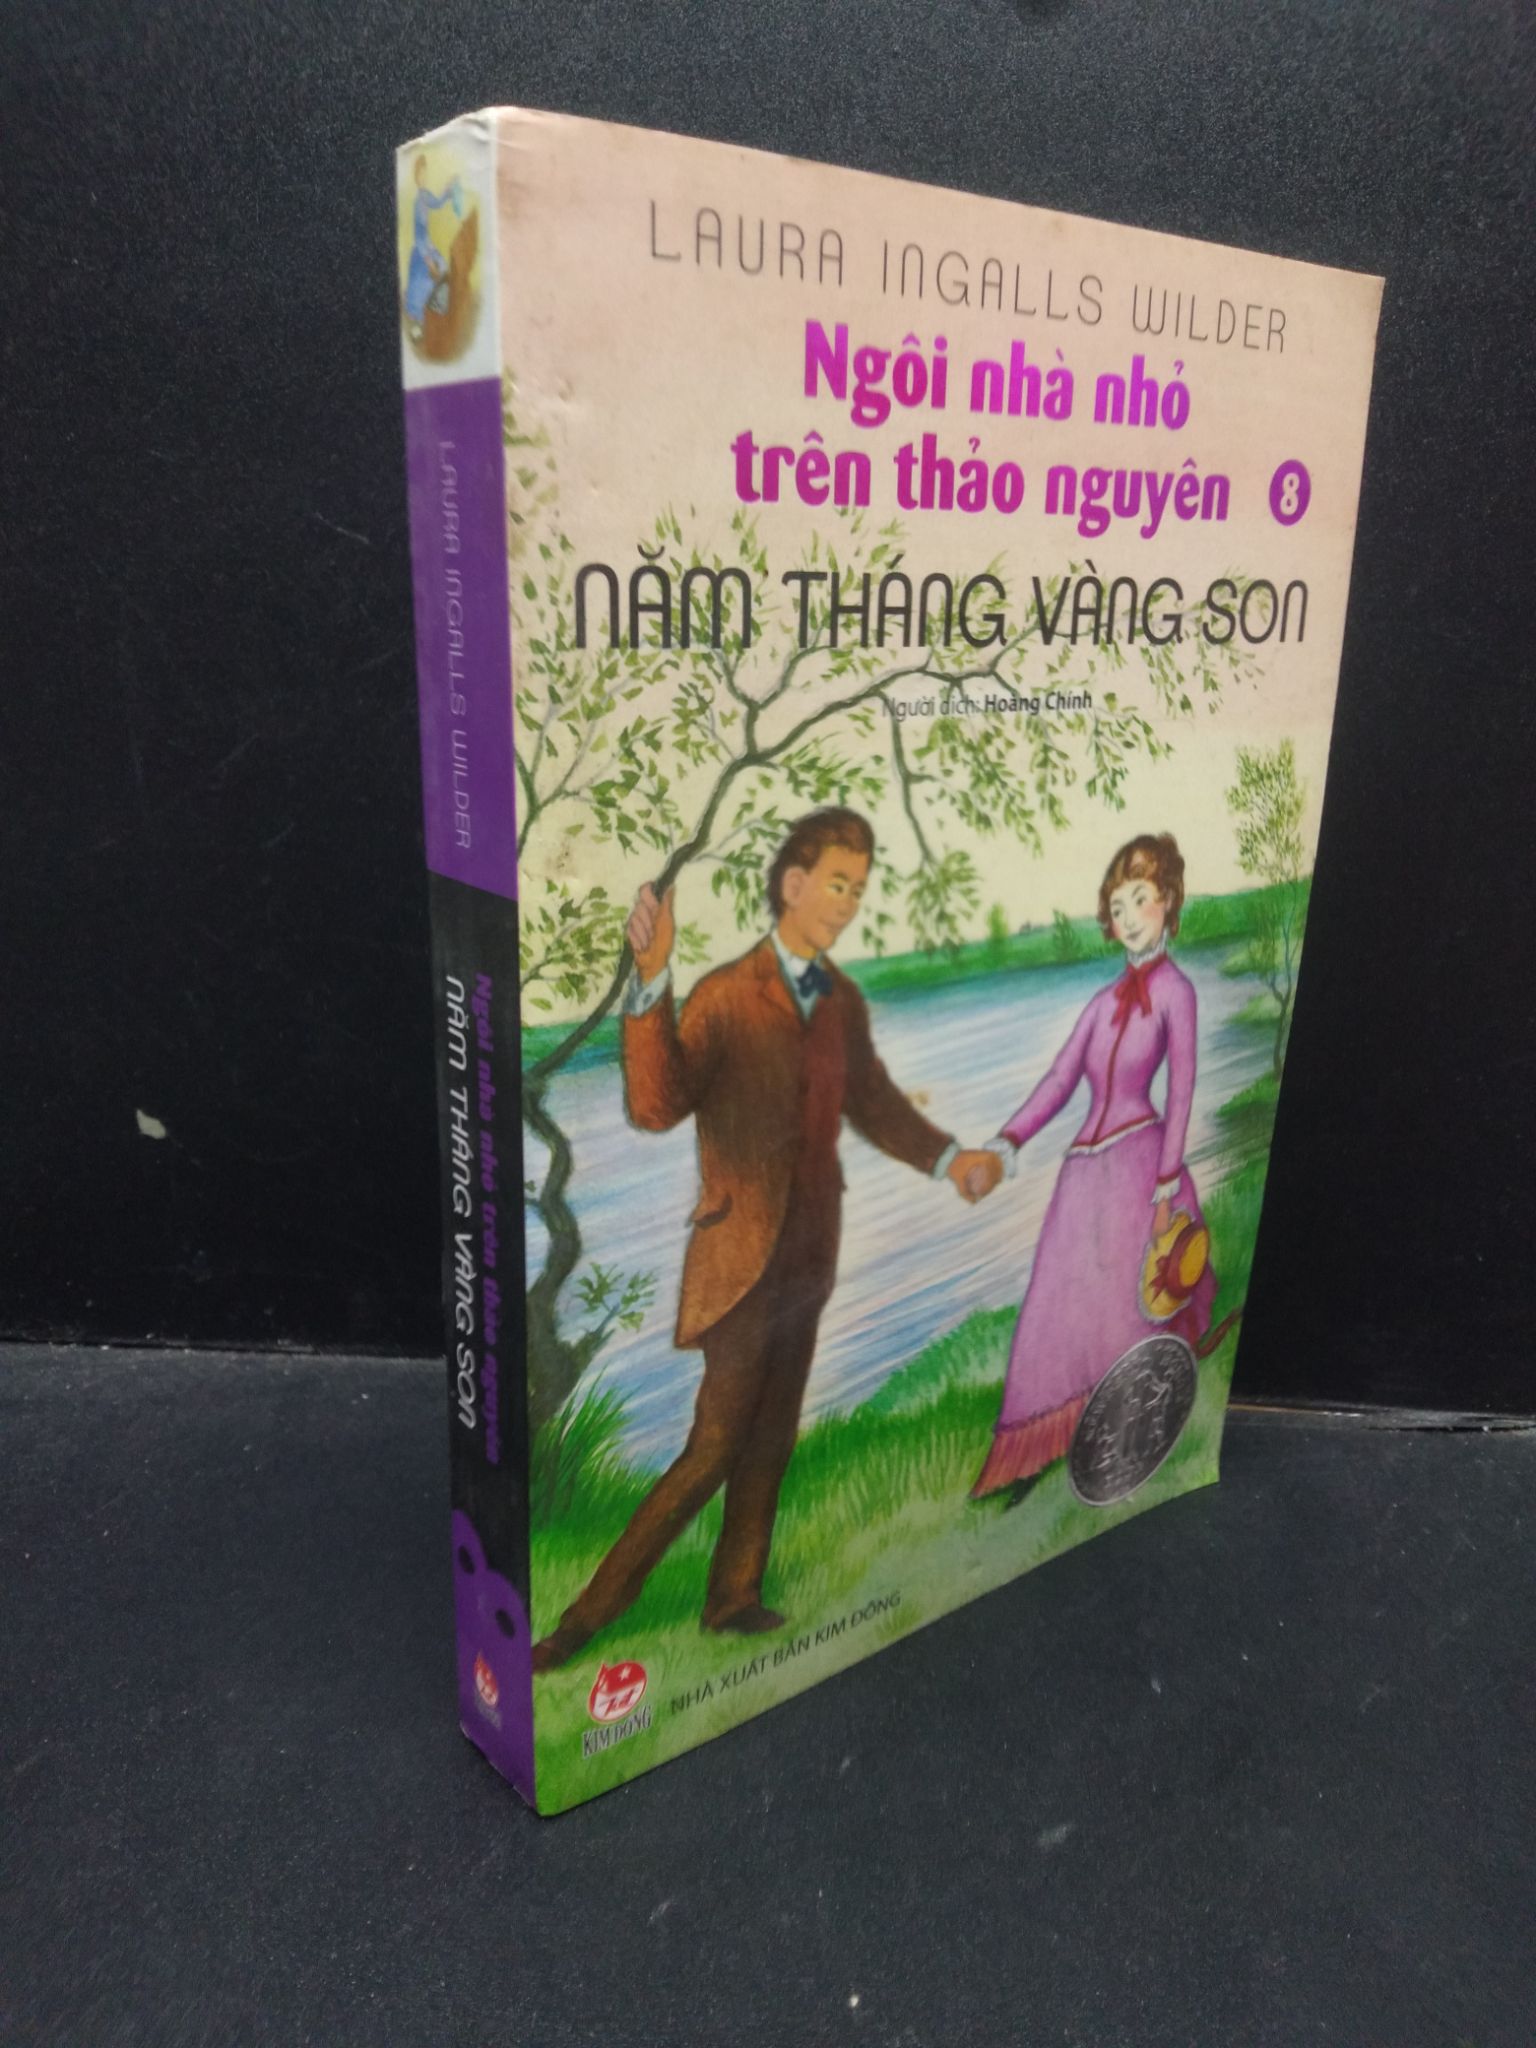 LAURA INGALLS WILDER
Ngôi nhà nhỏ
trên thảo nguyên 8
NĂM THÁNG VÀNG SON
Người dịch: Hoàng Chính
KIM ĐỒNG
NHÀ XUẤT BẢN KIM ĐỒNG
LAURA INGALLS WILDER
Ngôi nhà nhỏ trên thảo nguyên
NĂM THÁNG VÀNG SON
8